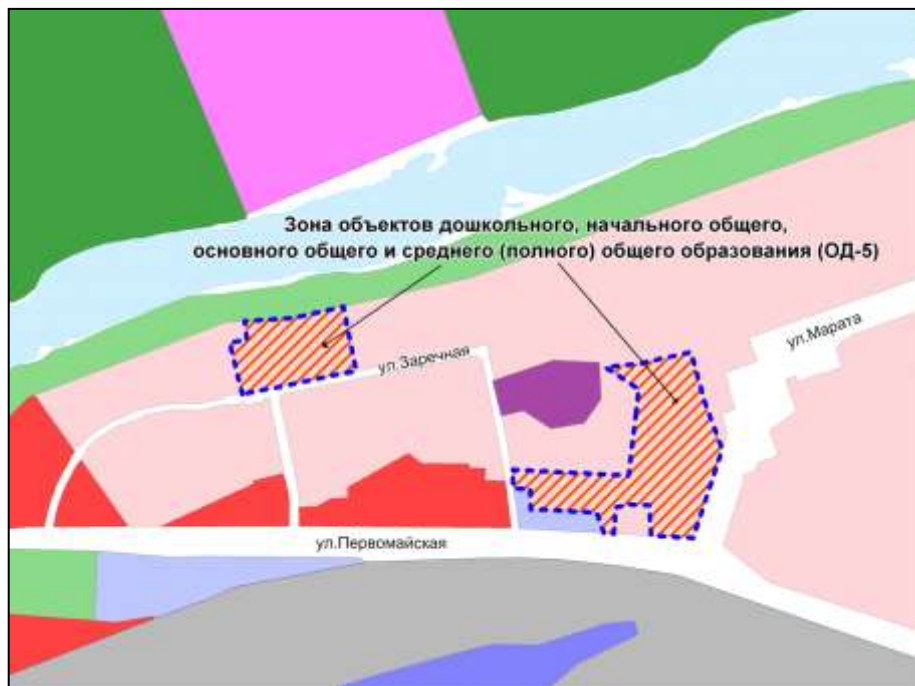 Зона объектов дошкольного, начального общего,
основного общего и среднего (полного) общего образования (ОД-5)
ул.Марата
ул.Заречная
ул.Первомайская